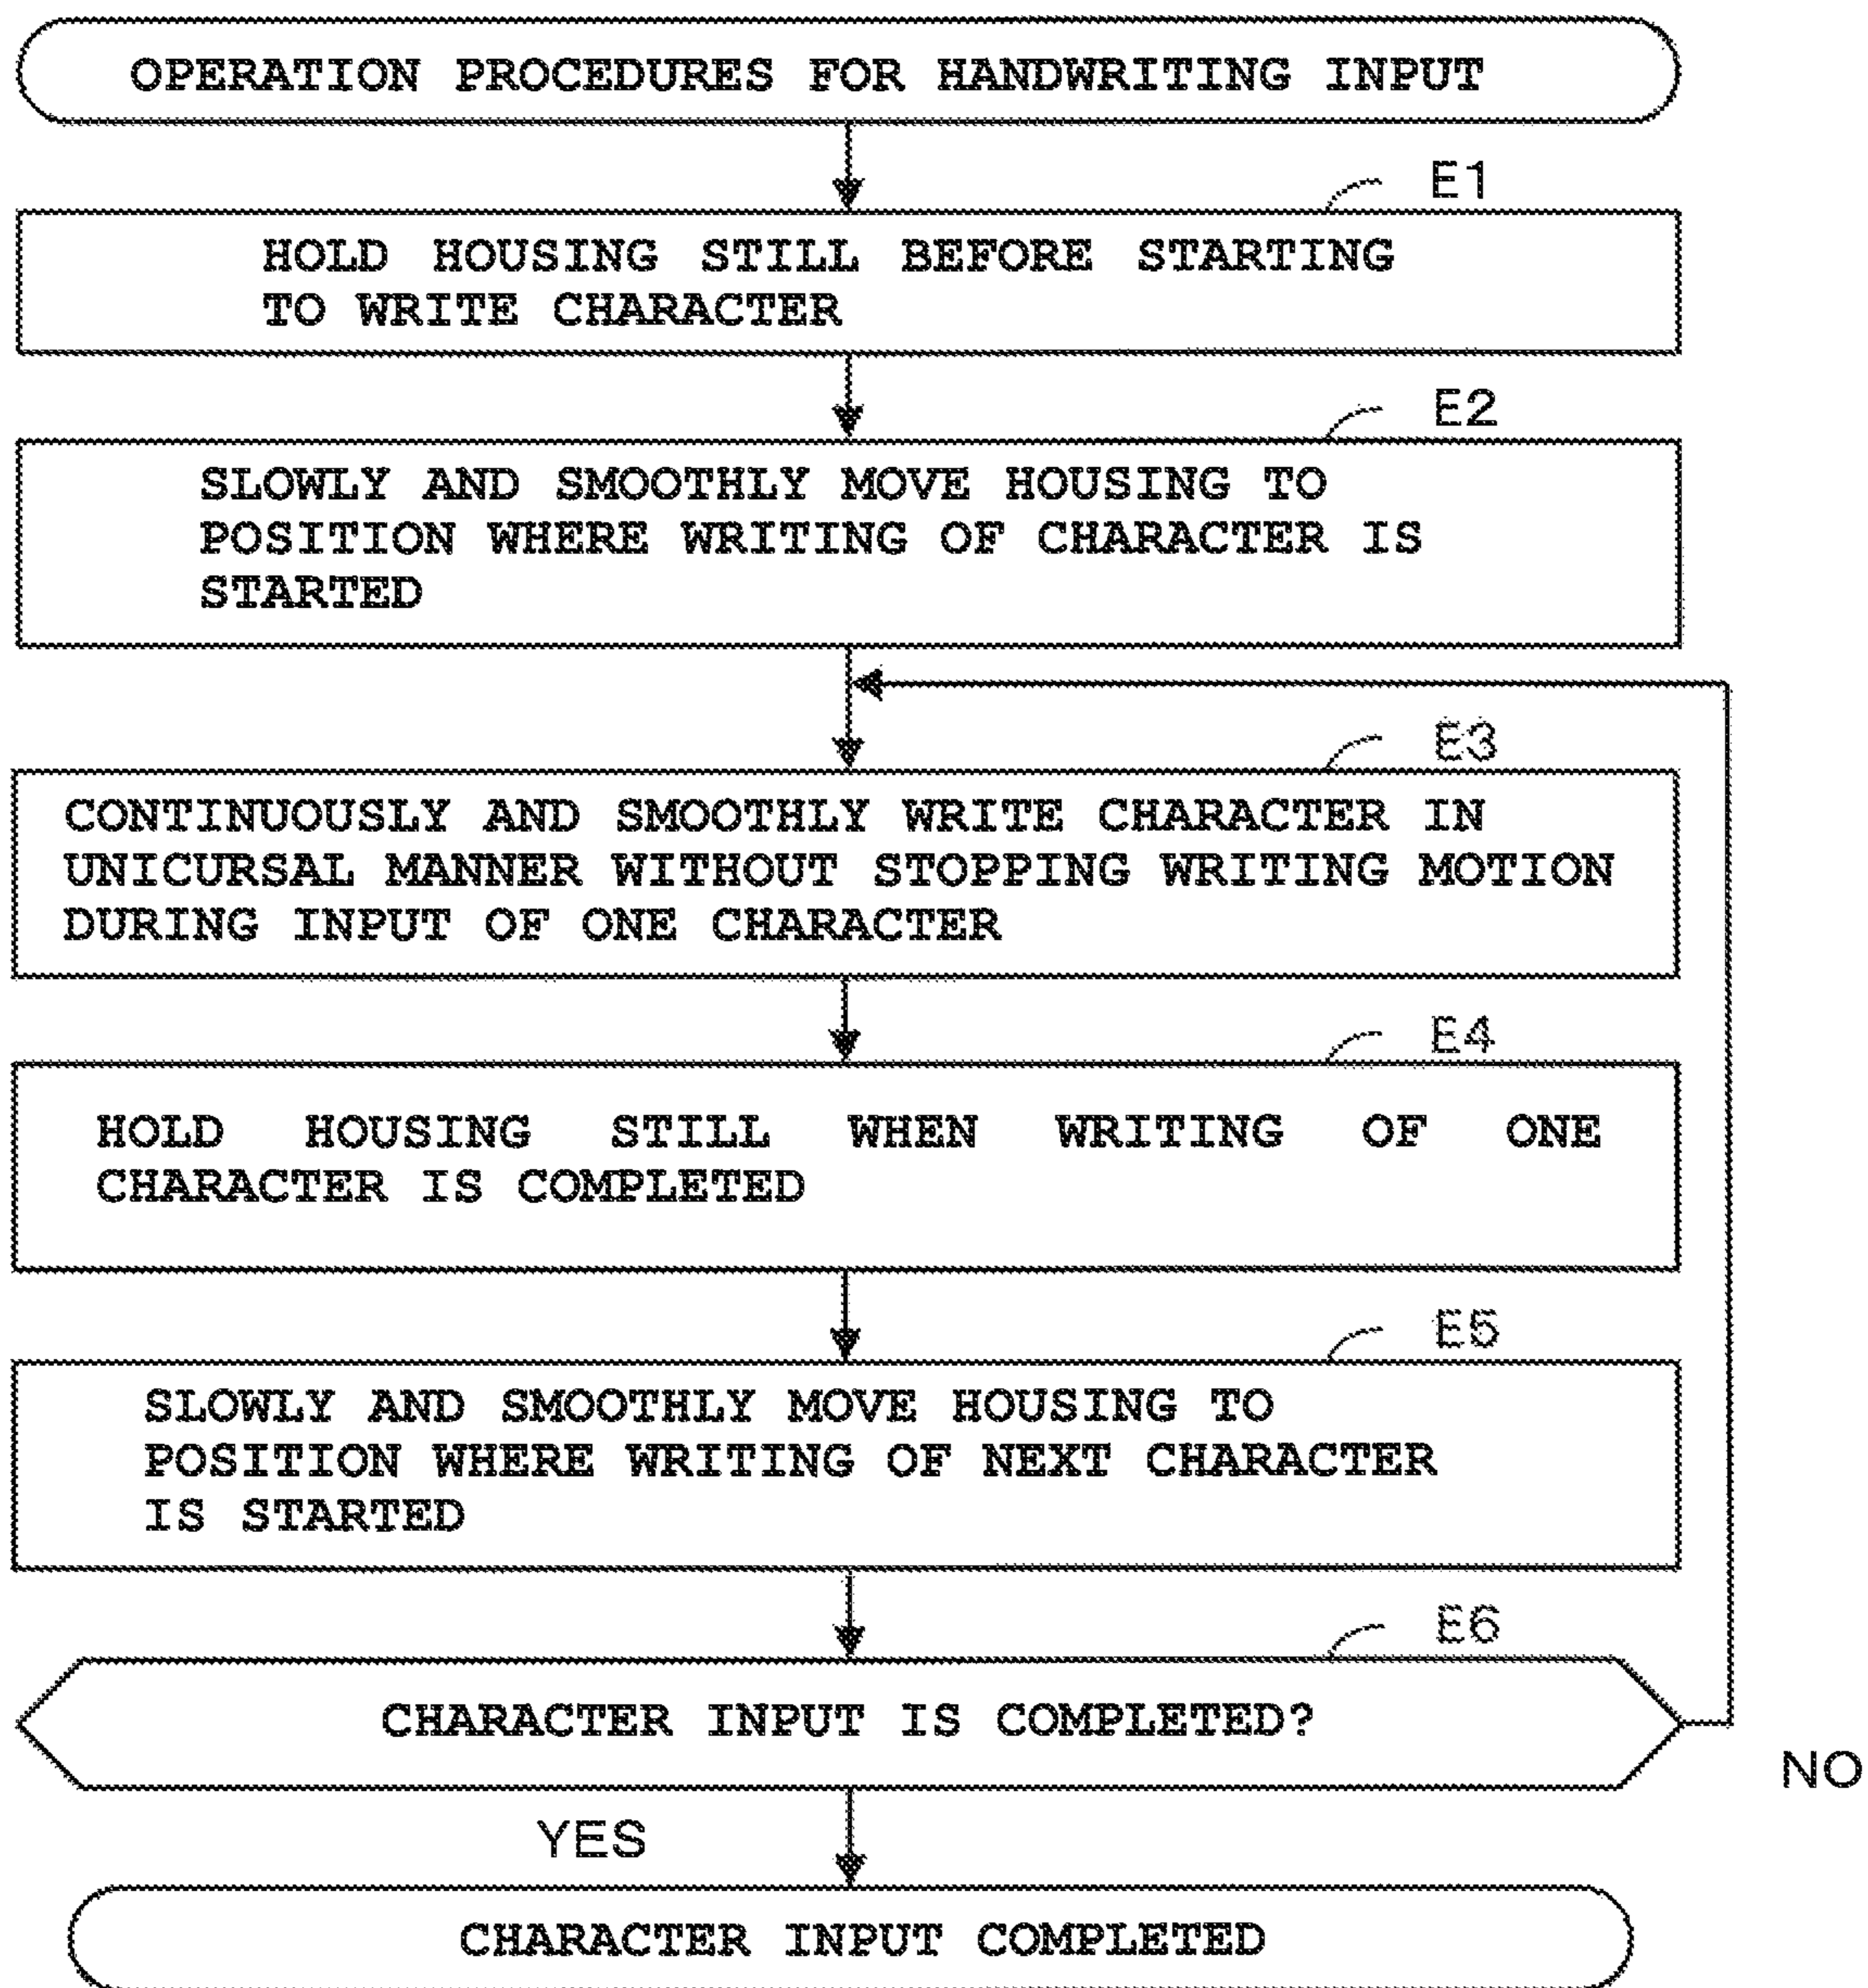 OPERATION PROCEDURES FOR HANDWRITING INPUT
E1
HOLD HOUSING STILL BEFORE STARTING
TO WRITE CHARACTER
E2
SLOWLY AND SMOOTHLY MOVE HOUSING TO
POSITION WHERE WRITING OF CHARACTER IS
STARTED
E3
CONTINUOUSLY AND SMOOTHLY WRITE CHARACTER IN
UNICURSAL MANNER WITHOUT STOPPING WRITING MOTION
DURING INPUT OF ONE CHARACTER
E4
HOLD HOUSING STILL WHEN WRITING OF ONE
CHARACTER IS COMPLETED
E5
SLOWLY AND SMOOTHLY MOVE HOUSING TO
POSITION WHERE WRITING OF NEXT CHARACTER
IS STARTED
E6
CHARACTER INPUT IS COMPLETED?
NO
YES
CHARACTER INPUT COMPLETED